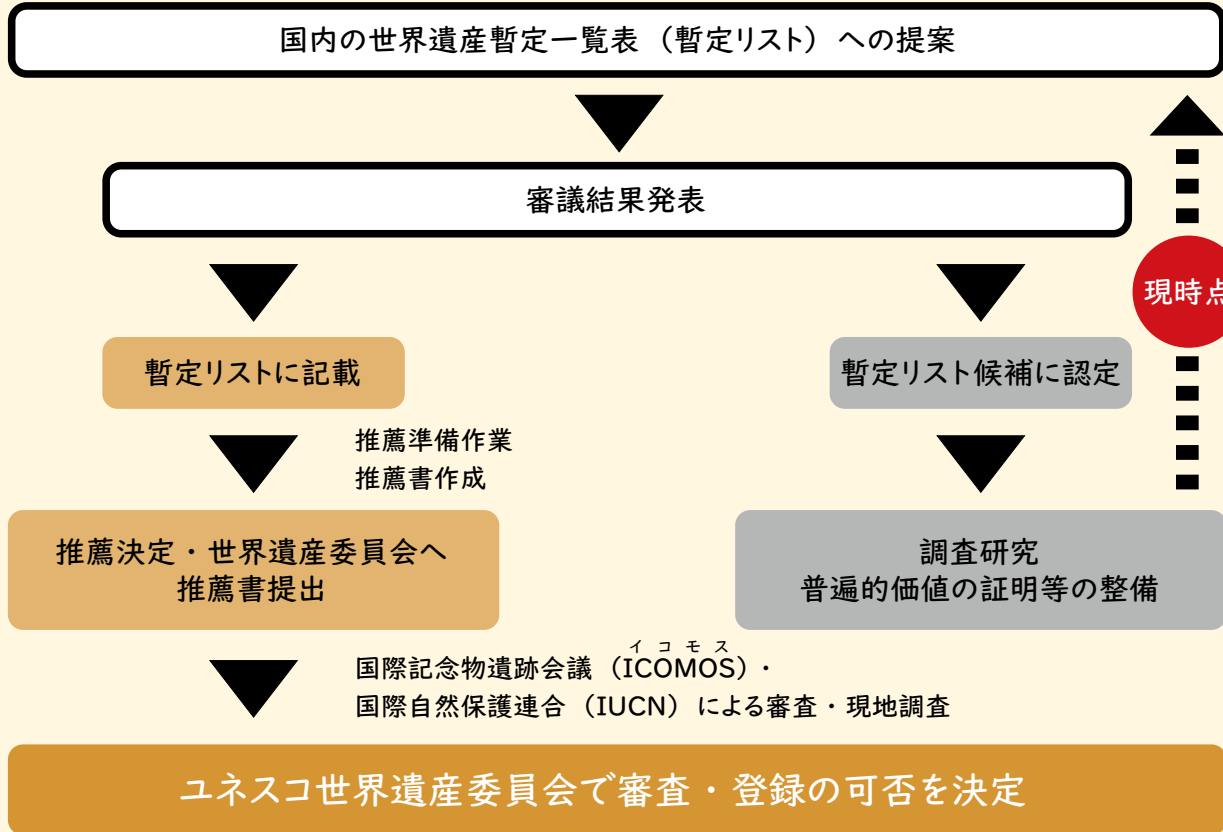 国内の世界遺産暫定一覧表（暫定リスト）への提案
審議結果発表
現時点
暫定リストに記載
暫定リスト候補に認定
推薦準備作業
推薦書作成
推薦決定・世界遺産委員会へ
推薦書提出
調査研究
普遍的価値の証明等の整備
イコモス
国際記念物遺跡会議（ICOMOS）・
国際自然保護連合（IUCN）による審査・現地調査
ユネスコ世界遺産委員会で審査・登録の可否を決定